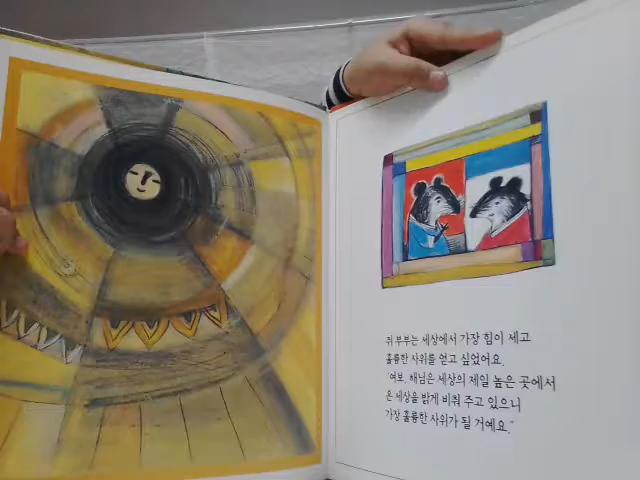 쥐 부부는 세상에서 가장 힘이 세고
훌륭한 사위를 얻고 싶었어요.
"여보, 해님은 세상의 제일 높은 곳에서
온 세상을 밝게 비춰 주고 있으니
가장 훌륭한 사위가 될 거예요."